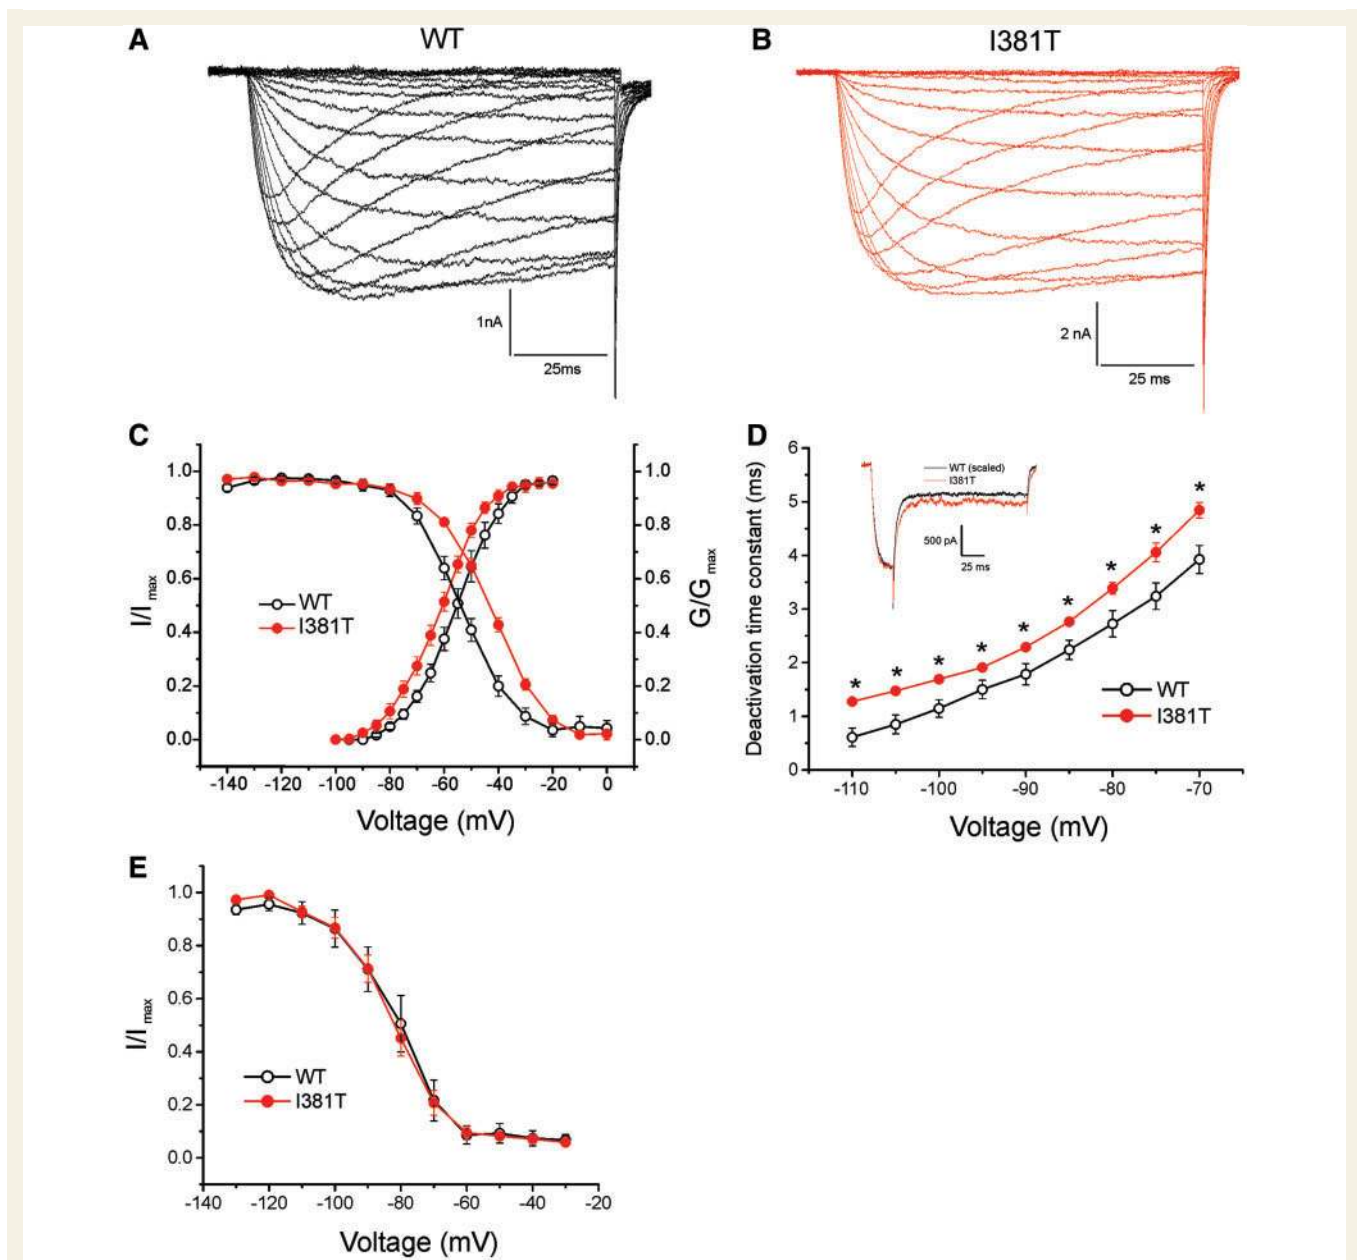 A
WT
B
I381T
1nA
25ms
2 nA
25 ms
C
1.0
0.8
0.6
0.4
0.2
0.0
I/Imax
WT
I381T
1.0
0.8
0.6
0.4
0.2
0.0
G/Gmax
-140 -120 -100 -80 -60 -40 -20 0
Voltage (mV)
D
6
5
4
3
2
1
0
Deactivation time constant (ms)
WT (scaled)
I381T
500 pA
25 ms
* * * * * * * * *
WT
I381T
-110 -100 -90 -80 -70
Voltage (mV)
E
1.0
0.8
0.6
0.4
0.2
0.0
I/Imax
WT
I381T
-140 -120 -100 -80 -60 -40 -20
Voltage (mV)